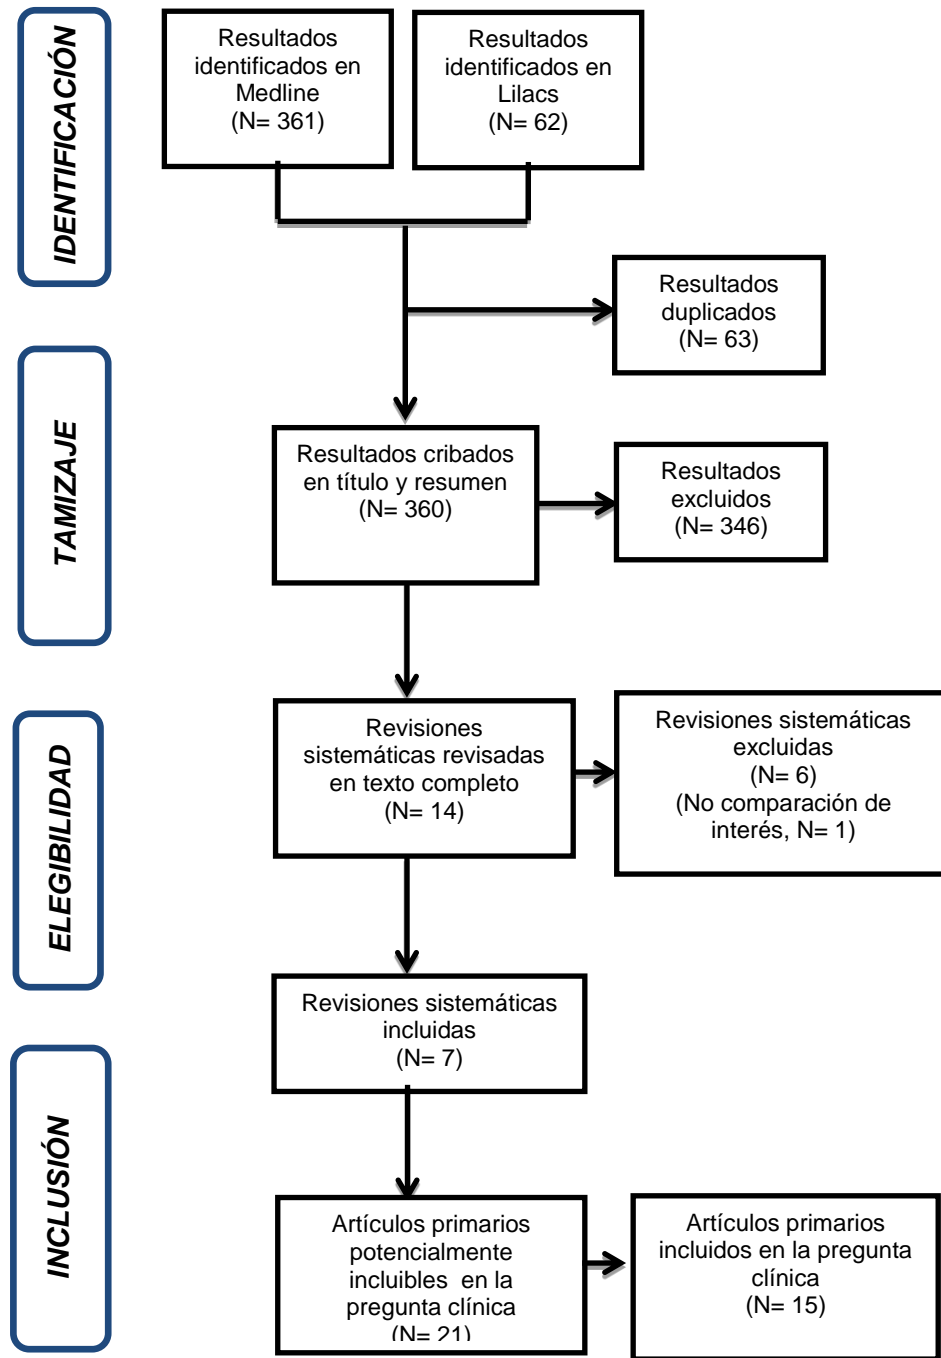 IDENTIFICACIÓN
Resultados
identificados en
Medline
(N= 361)
Resultados
identificados en
Lilacs
(N= 62)
Resultados
duplicados
(N= 63)
TAMIZAJE
Resultados cribados
en título y resumen
(N= 360)
Resultados
excluidos
(N= 346)
ELEGIBILIDAD
Revisiones
sistemáticas revisadas
en texto completo
(N= 14)
Revisiones sistemáticas
excluidas
(N= 6)
(No comparación de
interés, N= 1)
Revisiones sistemáticas
incluidas
(N= 7)
INCLUSIÓN
Artículos primarios
potencialmente
incluibles en la
pregunta clínica
(N= 21)
Artículos primarios
incluidos en la pregunta
clínica
(N= 15)